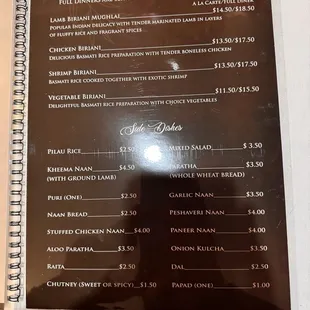 FULL DINNERS
A LA CARTE/FULL DINNER
LAMB BIRIANI MUGHLAI $14.50/$18.50
POPULAR INDIAN DELICACY WITH TENDER MARINATED LAMB IN LAYERS
OF FLUFFY RICE AND FRAGRANT SPICES
CHICKEN BIRIANI $13.50/$17.50
DELICIOUS BASMATI RICE PREPARATION WITH TENDER BONELESS CHICKEN
SHRIMP BIRIANI $13.50/$17.50
BASMATI RICE COOKED TOGETHER WITH EXOTIC SHRIMP
VEGETABLE BIRIANI $11.50/$15.50
DELIGHTFUL BASMATI RICE PREPARATION WITH CHOICE VEGETABLES
Side Dishes
PILAU RICE $2.50
KHEEMA NAAN $4.50
(WITH GROUND LAMB)
PURI (ONE) $2.50
NAAN BREAD $2.50
STUFFED CHICKEN NAAN $4.00
ALOO PARATHA $3.50
RAITA $2.50
CHUTNEY (SWEET OR SPICY) $1.50
MIXED SALAD $ 3.50
PARATHA $3.50
(WHOLE WHEAT BREAD)
GARLIC NAAN $3.50
PESHAVERI NAAN $4.00
PANEER NAAN $4.00
ONION KULCHA $3.50
DAL $2.50
PAPAD (ONE) $1.00